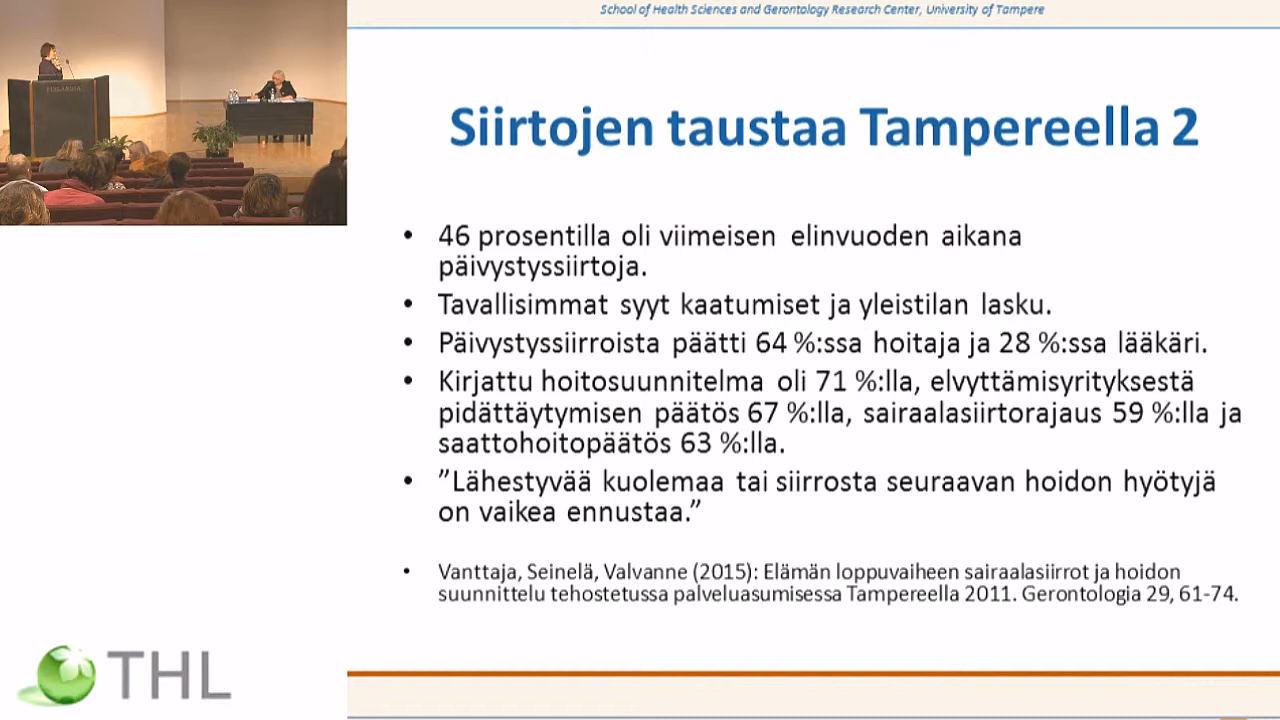 School of Health Sciences and Gerontology Research Center, University of Tampere
Siirtojen taustaa Tampereella 2
• 46 prosentilla oli viimeisen elinvuoden aikana
päivystyssiirtoja.
• Tavallisimmat syyt kaatumiset ja yleistilan lasku.
• Päivystyssiirroista päätti 64 %:ssa hoitaja ja 28 %:ssa lääkäri.
• Kirjattu hoitosuunnitelma oli 71 %:lla, elvyttämisyrityksestä
pidättäytymisen päätös 67 %:lla, sairaalasiirtorajaus 59 %:lla ja
saattohoitopäätös 63 %:lla.
• ”Lähestyvää kuolemaa tai siirrosta seuraavan hoidon hyötyjä
on vaikea ennustaa.”
• Vanttaja, Seinelä, Valvanne (2015): Elämän loppuvaiheen sairaalasiirrot ja hoidon
suunnittelu tehostetussa palveluasumisessa Tampereella 2011. Gerontologia 29, 61-74.
THL